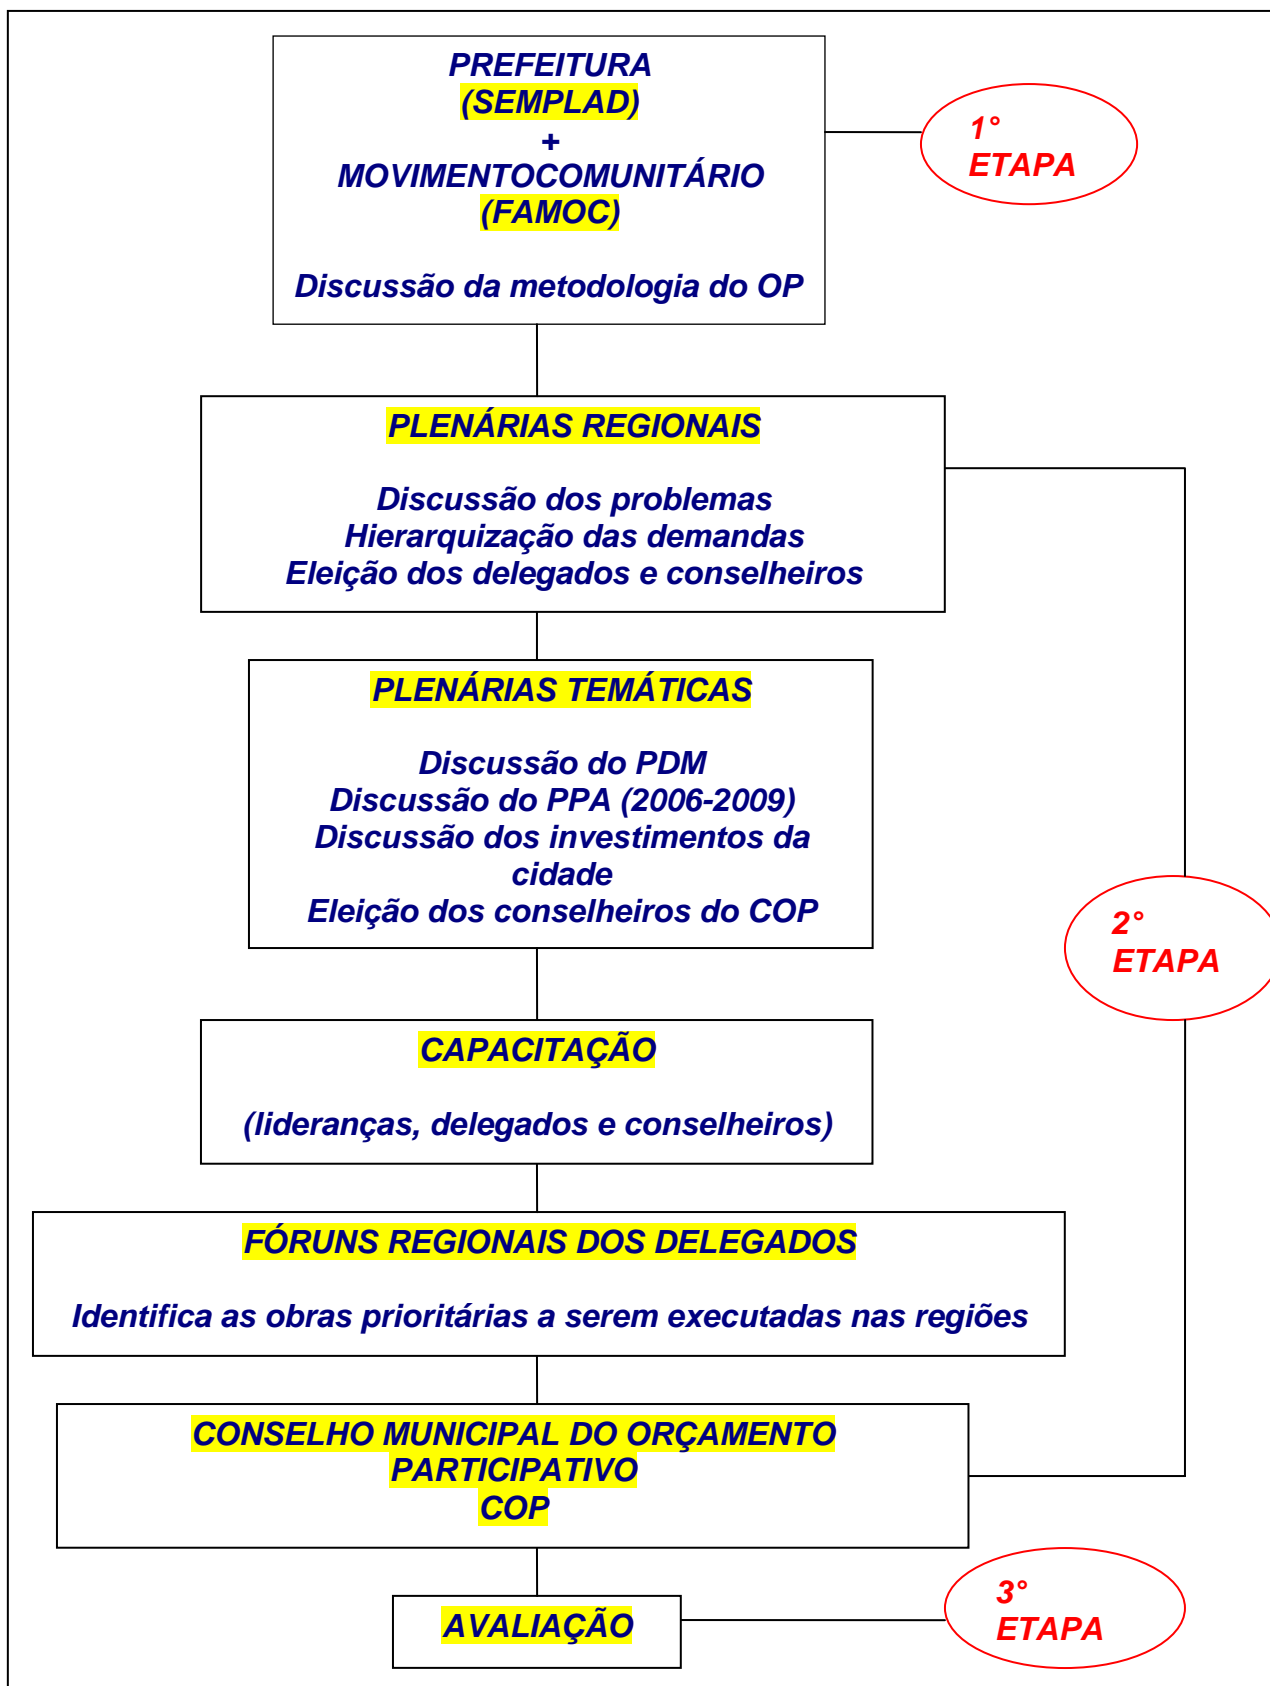 PREFEITURA
(SEMPLAD)
+
MOVIMENTOCOMUNITÁRIO
(FAMOC)
Discussão da metodologia do OP
1°
ETAPA
PLENÁRIAS REGIONAIS
Discussão dos problemas
Hierarquização das demandas
Eleição dos delegados e conselheiros
PLENÁRIAS TEMÁTICAS
Discussão do PDM
Discussão do PPA (2006-2009)
Discussão dos investimentos da
cidade
Eleição dos conselheiros do COP
2°
ETAPA
CAPACITAÇÃO
(lideranças, delegados e conselheiros)
FÓRUNS REGIONAIS DOS DELEGADOS
Identifica as obras prioritárias a serem executadas nas regiões
CONSELHO MUNICIPAL DO ORÇAMENTO
PARTICIPATIVO
COP
AVALIAÇÃO
3°
ETAPA